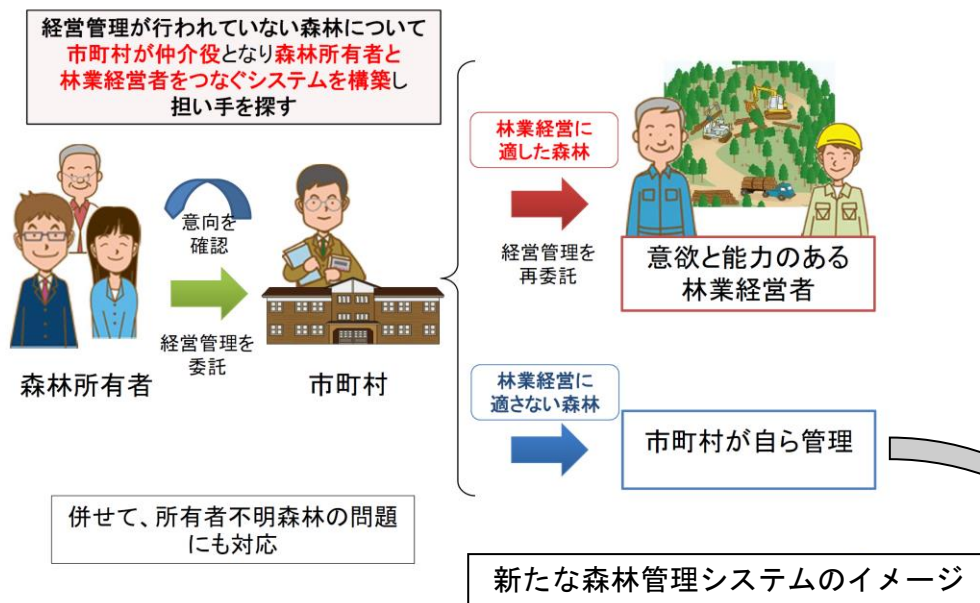 経営管理が行われていない森林について
市町村が仲介役となり森林所有者と
林業経営者をつなぐシステムを構築し
担い手を探す
意向を
確認
経営管理を
委託
森林所有者
市町村
林業経営に
適した森林
経営管理を
再委託
意欲と能力のある
林業経営者
林業経営に
適さない森林
市町村が自ら管理
併せて、所有者不明森林の問題
にも対応
新たな森林管理システムのイメージ